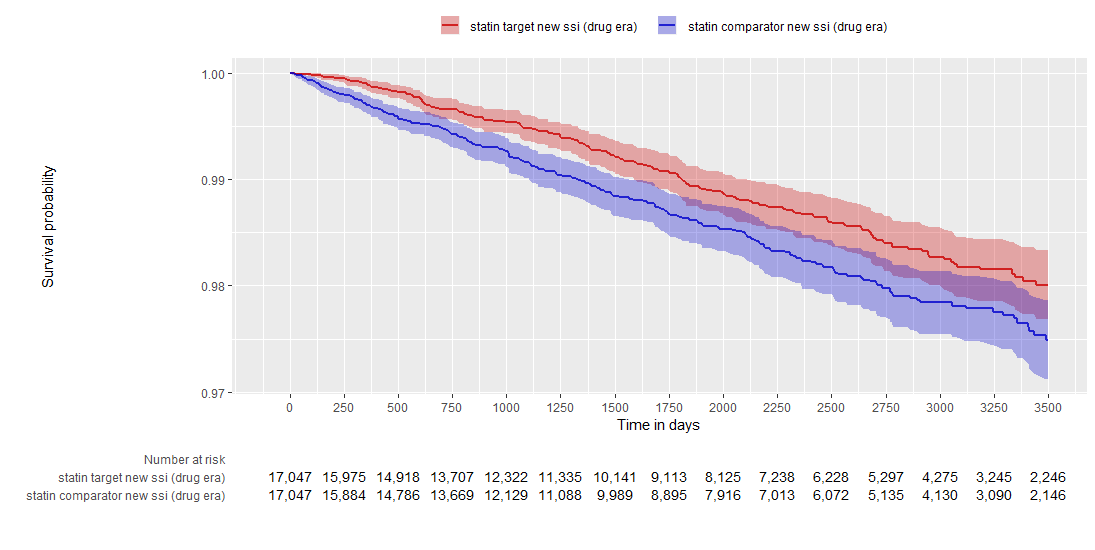 statin target new ssi (drug era) statin comparator new ssi (drug era)
1.00
0.99
0.98
0.97
Survival probability
0 250 500 750 1000 1250 1500 1750 2000 2250 2500 2750 3000 3250 3500
Time in days
Number at risk
statin target new ssi (drug era) 17,047 15,975 14,918 13,707 12,322 11,335 10,141 9,113 8,125 7,238 6,228 5,297 4,275 3,245 2,246
statin comparator new ssi (drug era) 17,047 15,884 14,786 13,669 12,129 11,088 9,989 8,895 7,916 7,013 6,072 5,135 4,130 3,090 2,146